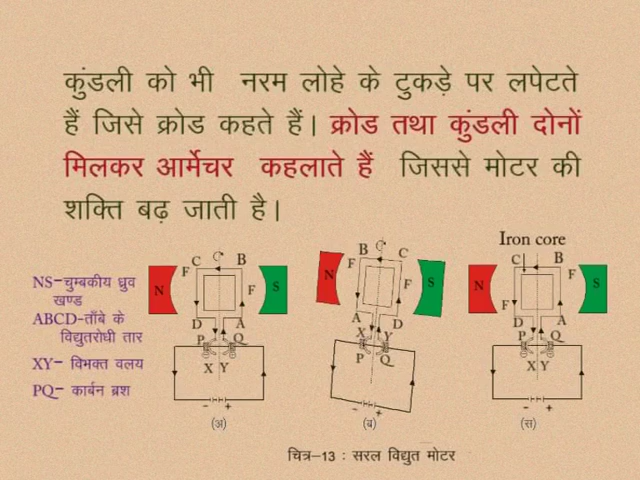 कुंडली को भी नरम लोहे के टुकड़े पर लपेटते
हैं जिसे क्रोड कहते हैं। क्रोड तथा कुंडली दोनों
मिलकर आर्मेचर कहलाते हैं जिससे मोटर की
शक्ति बढ़ जाती है।
NS-चुम्बकीय ध्रुव
खण्ड
ABCD-ताँबे के
विद्युतरोधी तार
XY- विभक्त वलय
PQ- कार्बन ब्रश
C B
F
N S
F
D A
P Q
X Y
- +
(अ)
B C
F
N S
F
A D
X Y
P Q
- +
(ब)
Iron core
C B
F
N S
F
D A
P Q
X Y
- +
(स)
चित्र-13 : सरल विद्युत मोटर